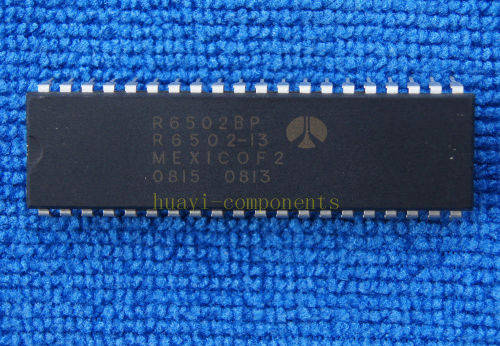 R6502BP
R6502-13
MEXICOF2
0815 0813
huayi-components